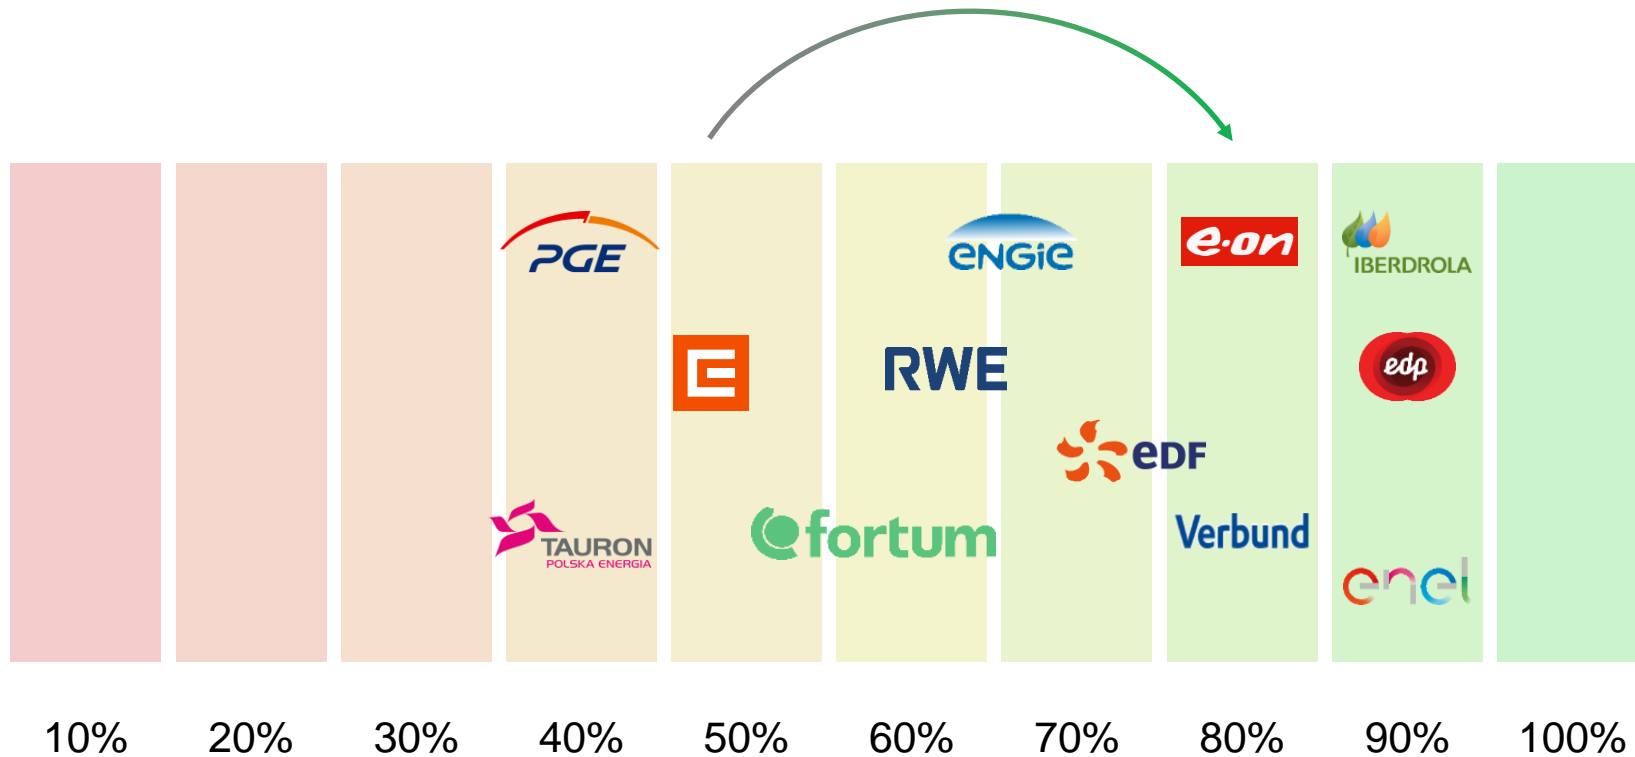 PGE
ENGIE
e·on
IBERDROLA
RWE
edp
eDF
TAURON
POLSKA ENERGIA
fortum
Verbund
enel
10% 20% 30% 40% 50% 60% 70% 80% 90% 100%